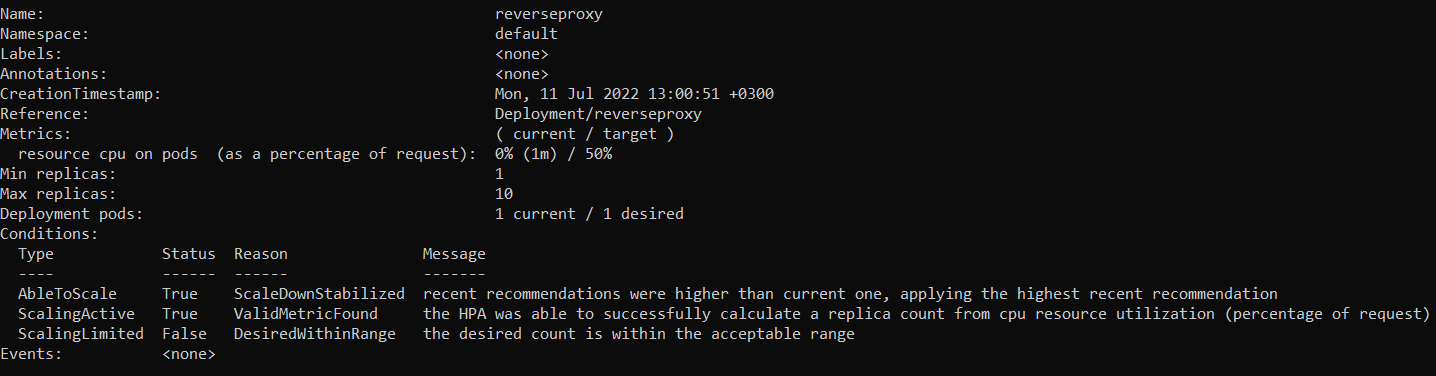 Name: reverseproxy
Namespace: default
Labels: <none>
Annotations: <none>
CreationTimestamp: Mon, 11 Jul 2022 13:00:51 +0300
Reference: Deployment/reverseproxy
Metrics: ( current / target )
resource cpu on pods  (as a percentage of request): 0% (1m) / 50%
Min replicas: 1
Max replicas: 10
Deployment pods: 1 current / 1 desired
Conditions:
Type Status Reason Message
---- ------ ------ -------
AbleToScale True ScaleDownStabilized recent recommendations were higher than current one, applying the highest recent recommendation
ScalingActive True ValidMetricFound the HPA was able to successfully calculate a replica count from cpu resource utilization (percentage of request)
ScalingLimited False DesiredWithinRange the desired count is within the acceptable range
Events: <none>